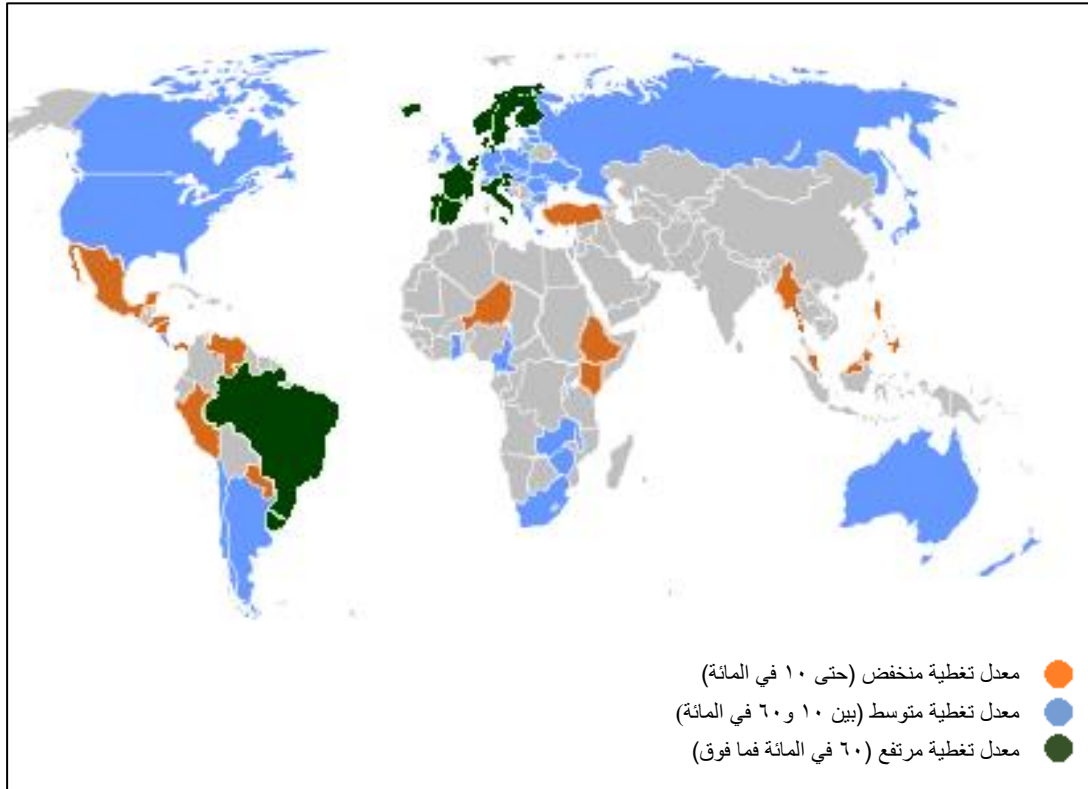 معدل تغطية منخفض (حتى ١٠ في المائة)
معدل تغطية متوسط (بين ١٠ و٦٠ في المائة)
معدل تغطية مرتفع (٦٠ في المائة فما فوق)